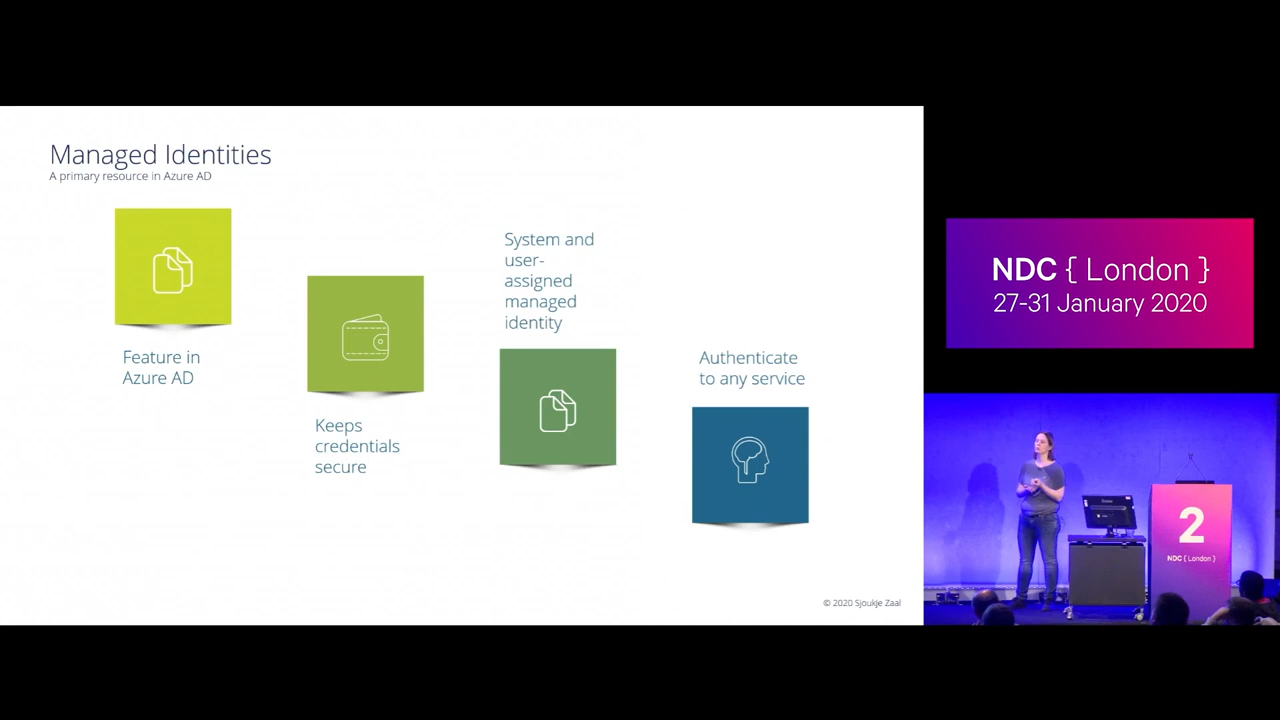 Managed Identities
A primary resource in Azure AD
Feature in
Azure AD
Keeps
credentials
secure
System and
user-
assigned
managed
identity
Authenticate
to any service
© 2020 Sjoukje Zaal
NDC { London }
27-31 January 2020
2
NDC { London }